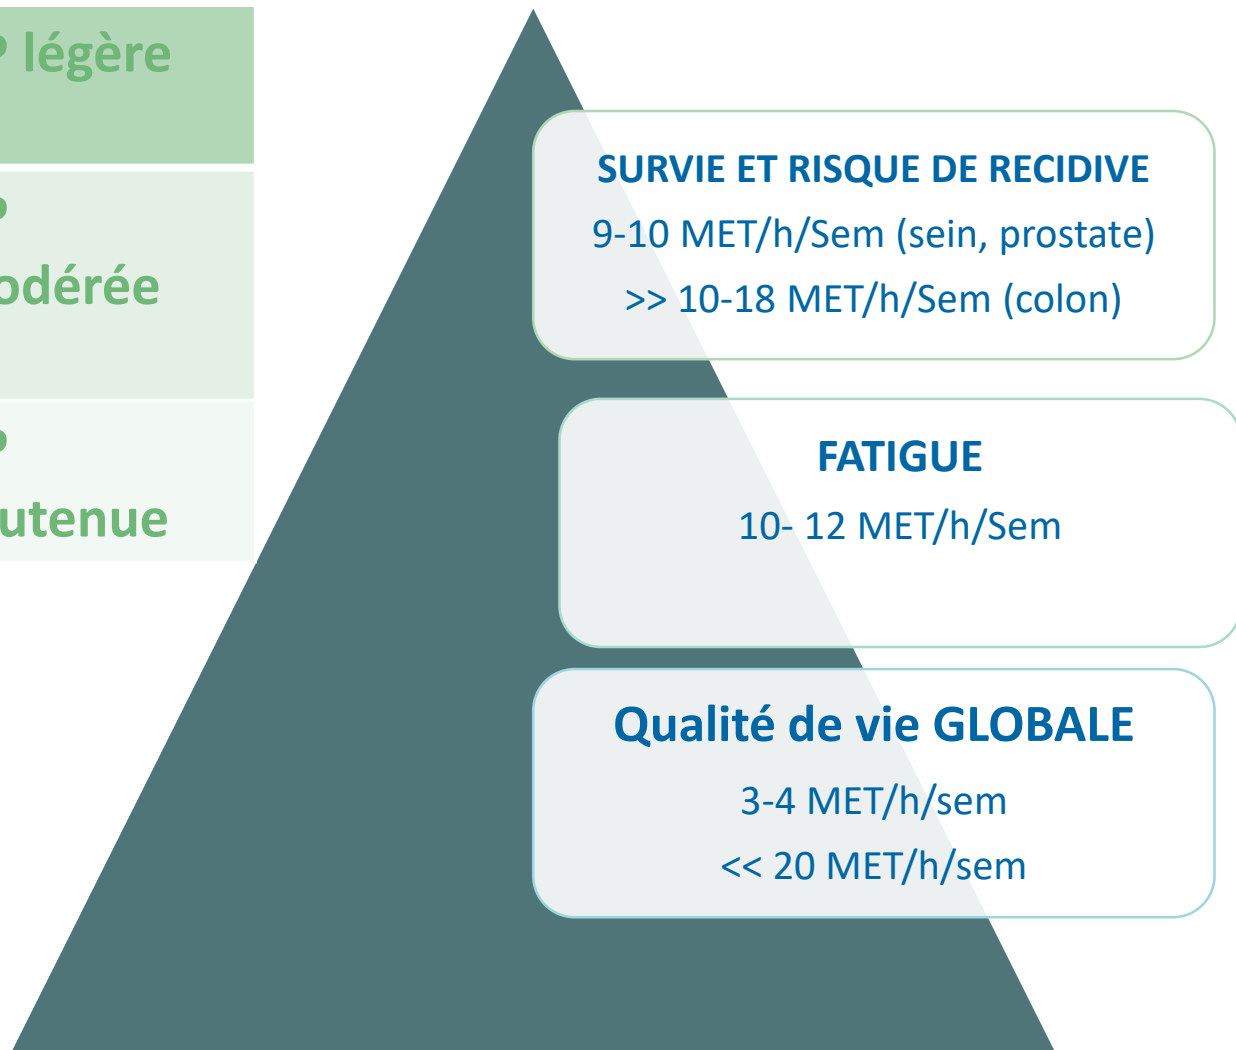 légère
SURVIE ET RISQUE DE RECIDIVE
9-10 MET/h/Sem (sein, prostate)
odérée
>> 10-18 MET/h/Sem (colon)
FATIGUE
utenue
10- 12 MET/h/Sem
Qualité de vie GLOBALE
3-4 MET/h/sem
<< 20 MET/h/sem